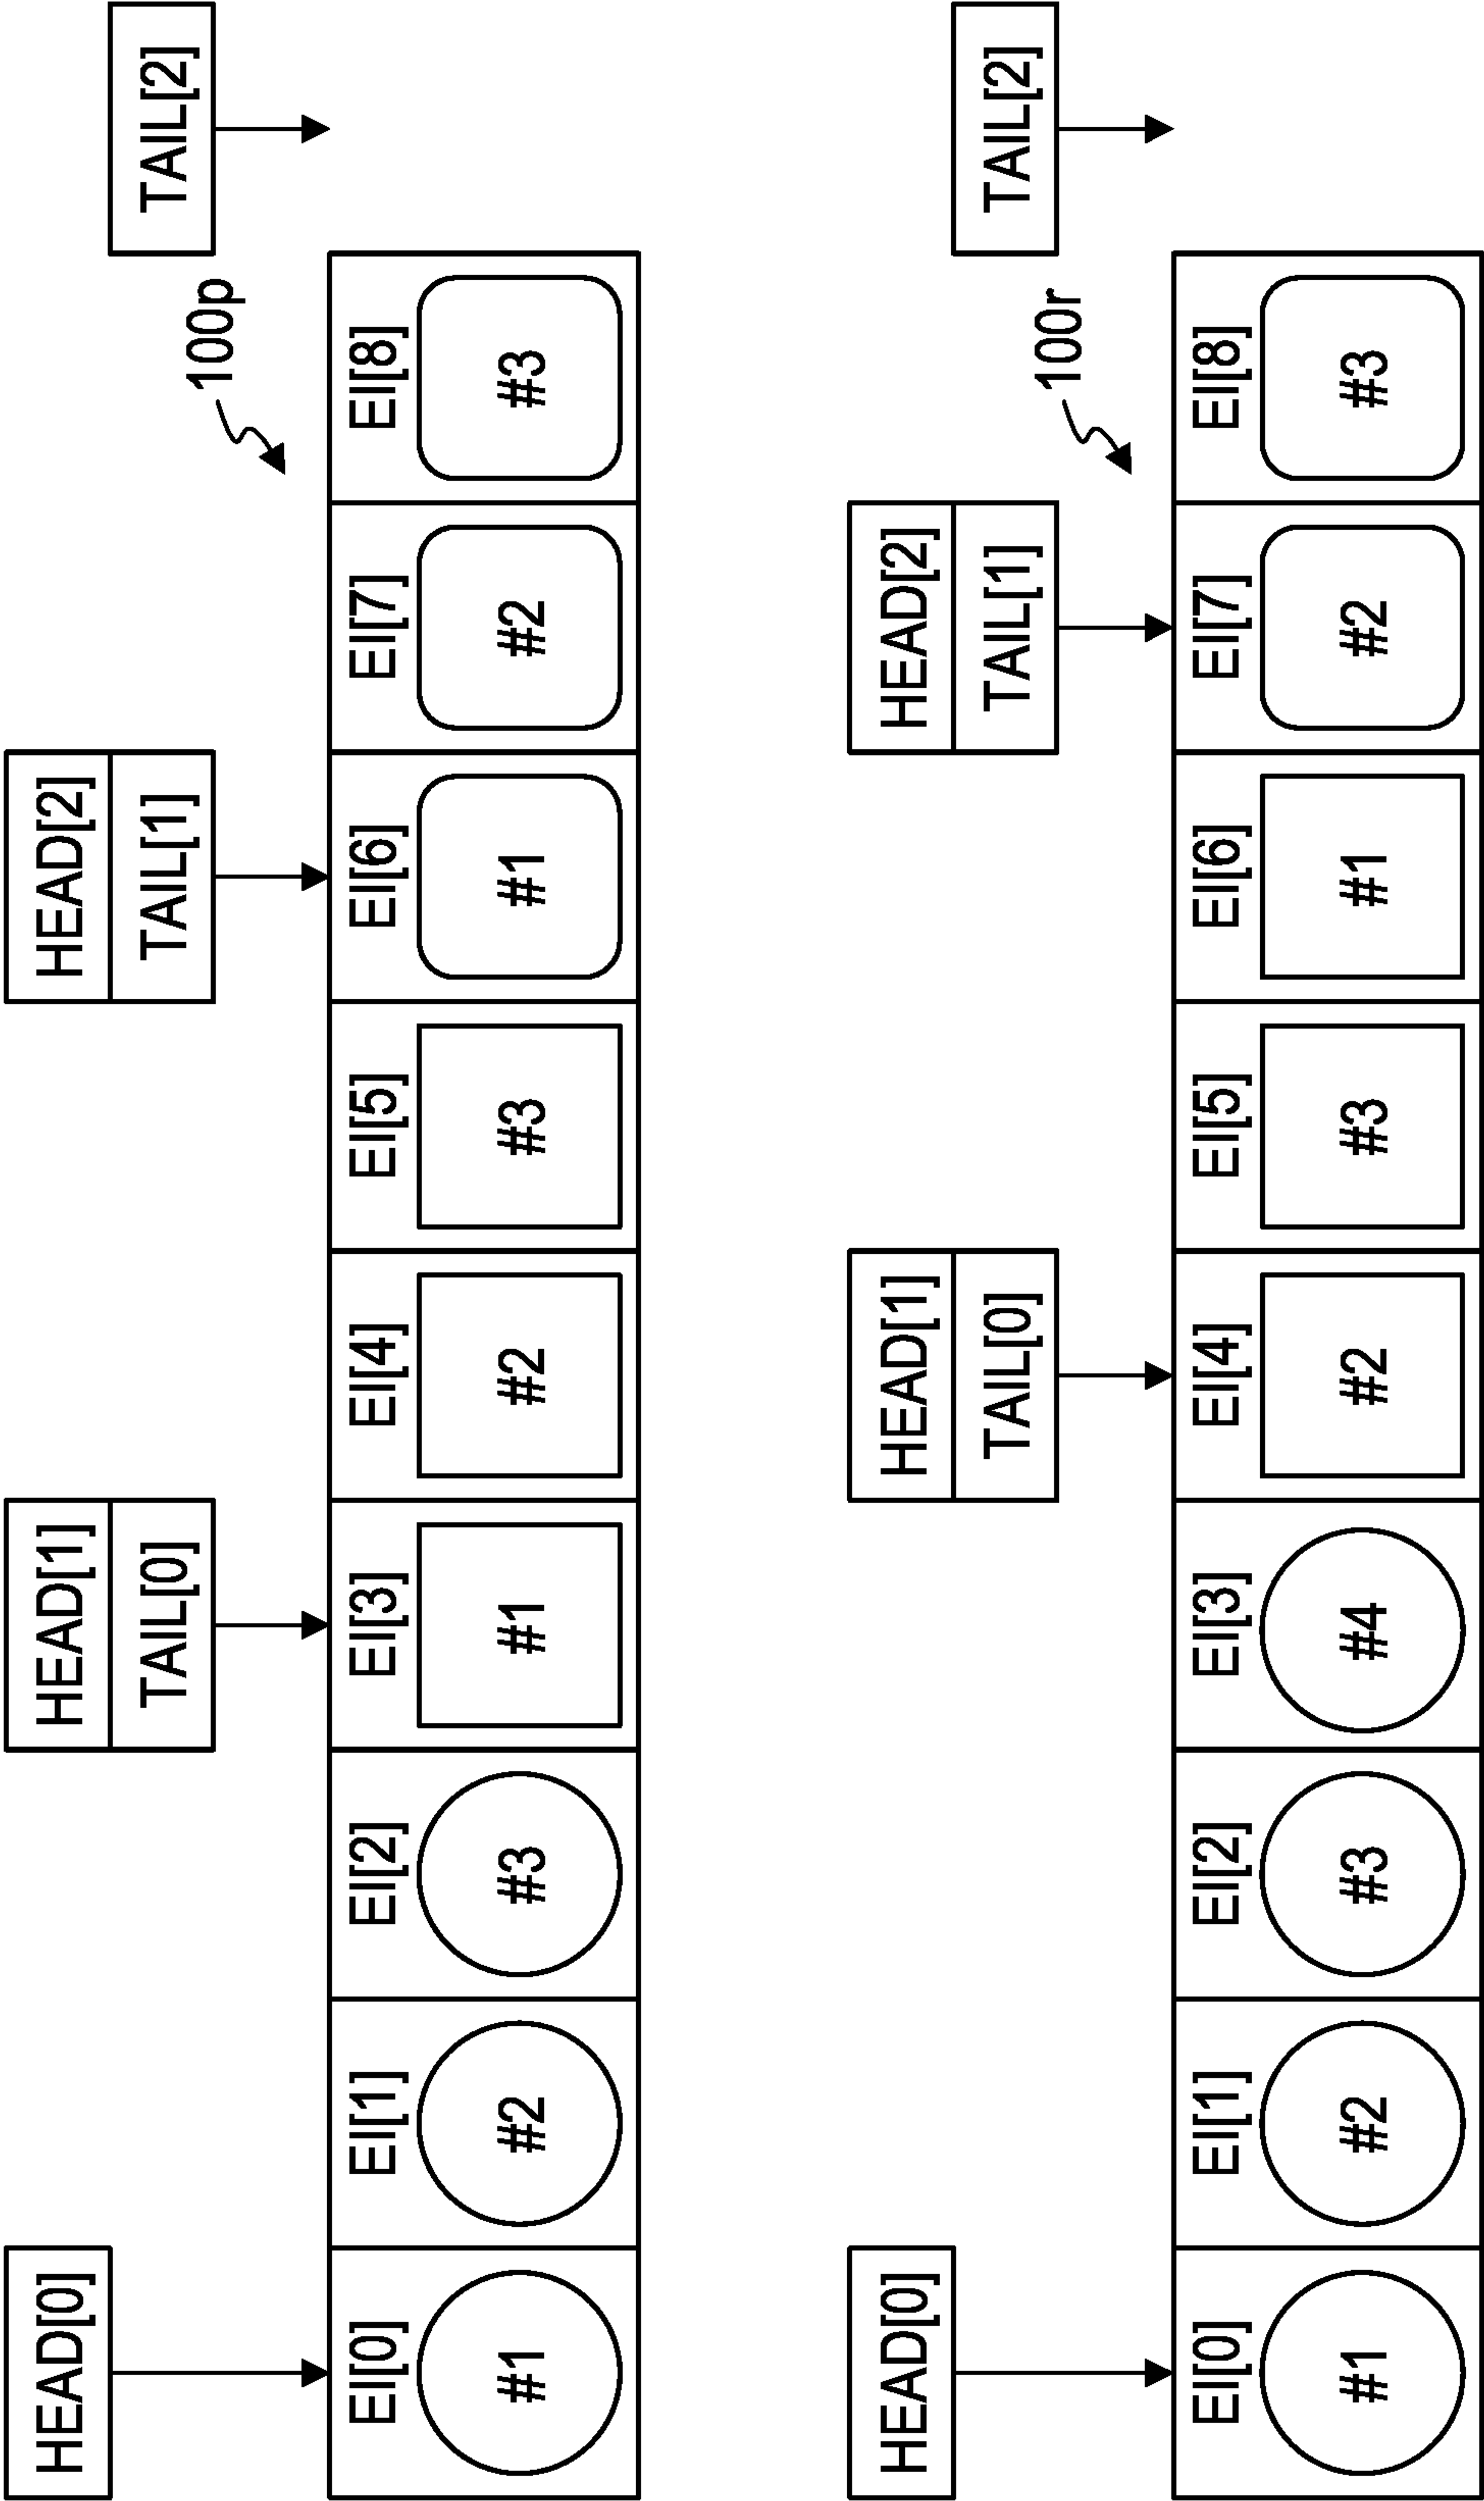 HEAD[0] HEAD[1] HEAD[2]
TAIL[0] TAIL[1] TAIL[2]
100p
EI[0] EI[1] EI[2] EI[3] EI[4] EI[5] EI[6] EI[7] EI[8]
#1 #2 #3 #1 #2 #3 #1 #2 #3
HEAD[0] HEAD[1] HEAD[2]
TAIL[0] TAIL[1] TAIL[2]
100r
EI[0] EI[1] EI[2] EI[3] EI[4] EI[5] EI[6] EI[7] EI[8]
#1 #2 #3 #4 #2 #3 #1 #2 #3